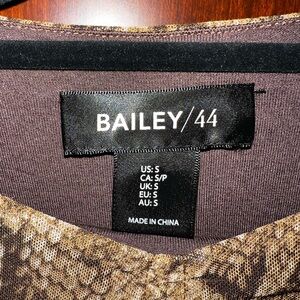 BAILEY/44
US: S
CA: S/P
UK: S
EU: S
AU: S
MADE IN CHINA